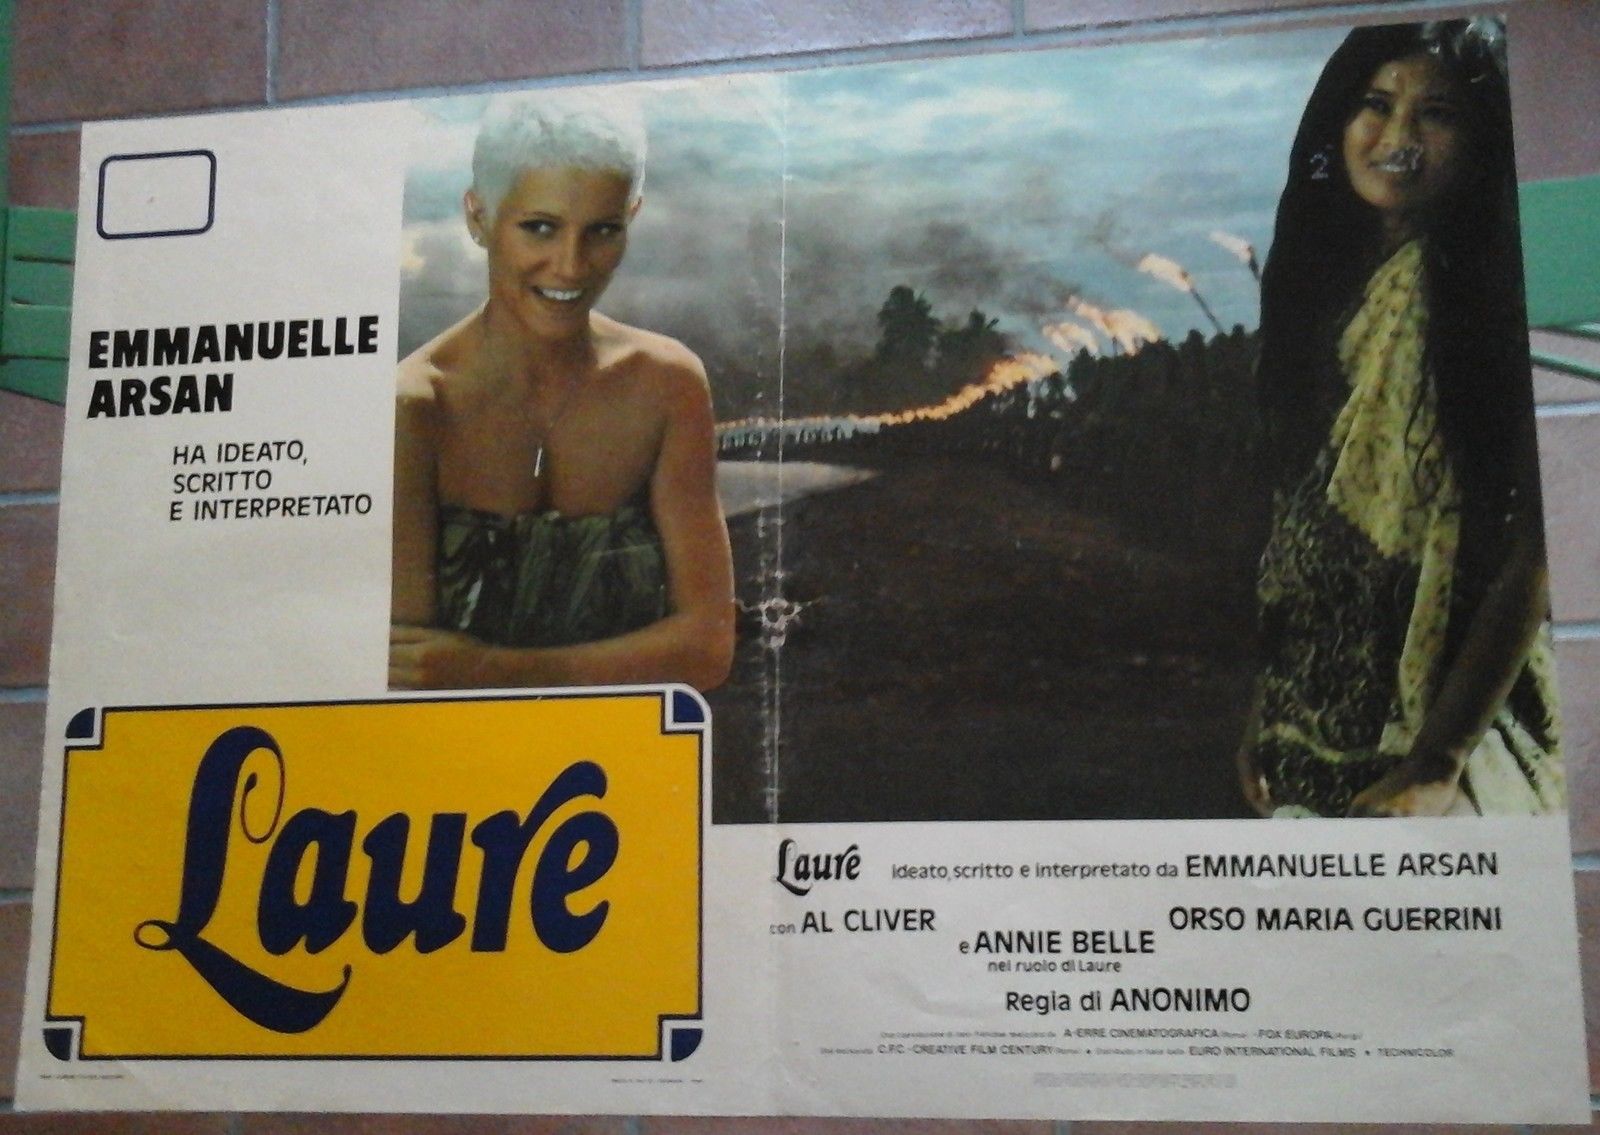 EMMANUELLE
ARSAN
HA IDEATO,
SCRITTO
E INTERPRETATO
Laure
Laure ideato, scritto e interpretato da EMMANUELLE ARSAN
con AL CLIVER
ORSO MARIA GUERRINI
e ANNIE BELLE
nel ruolo di Laure
Regia di ANONIMO
A-ERRE CINEMATOGRAFICA (Roma) - FOX EUROPA (Parigi)
C.F.C. - CREATIVE FILM CENTURY (Roma) • EURO INTERNATIONAL FILMS • TECHNICOLOR